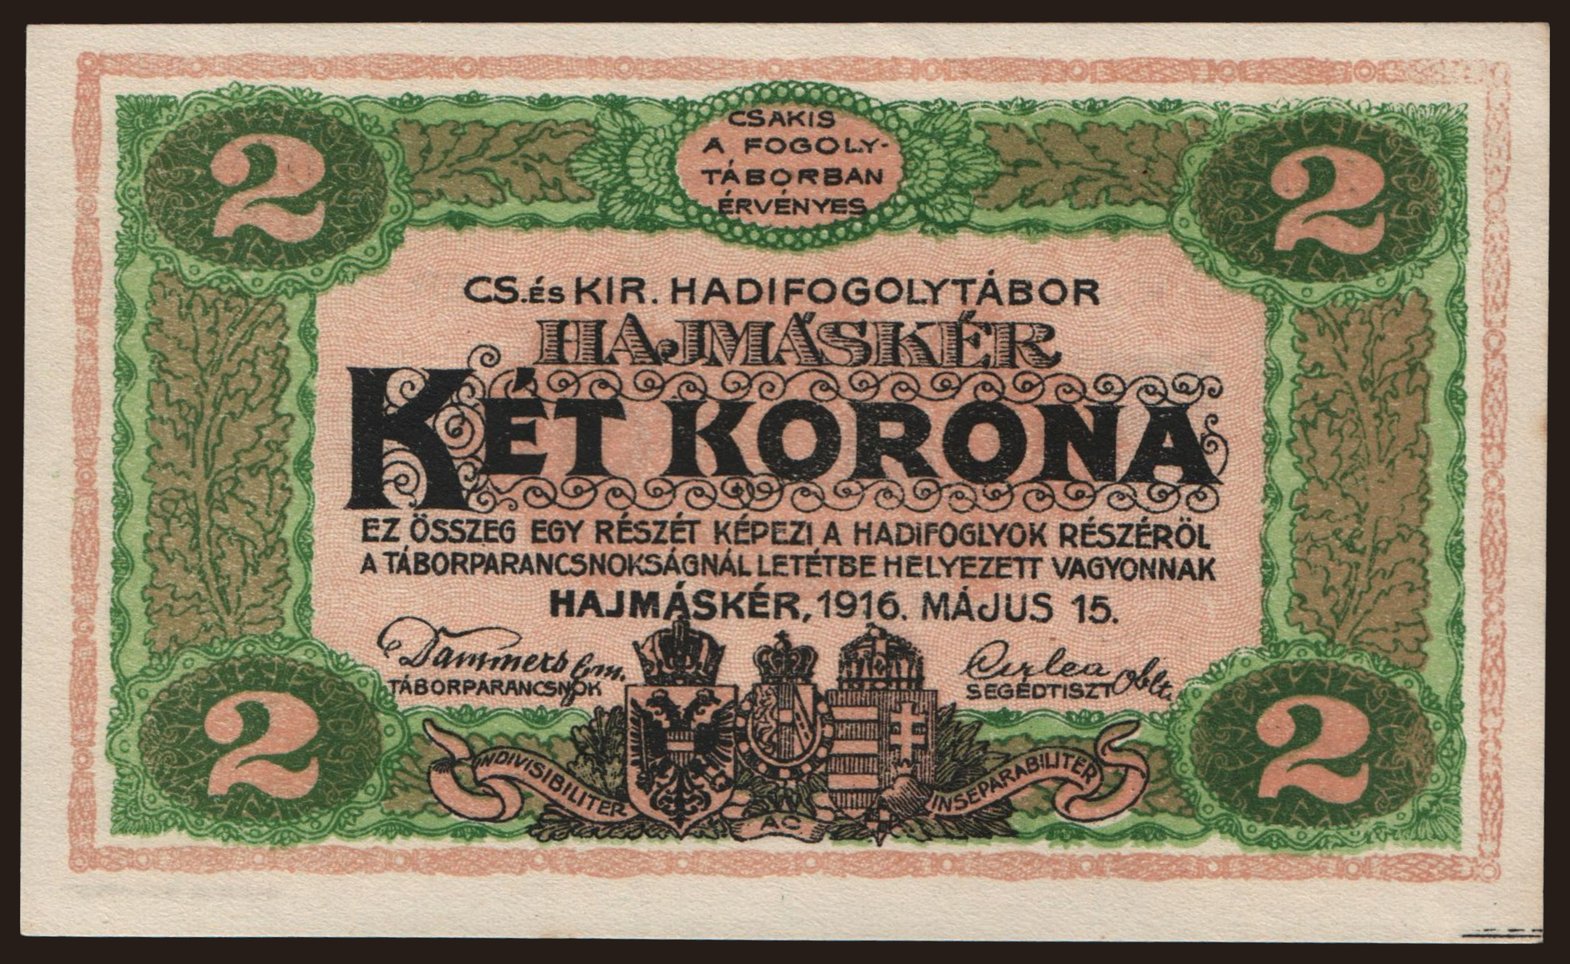 2
CSAKIS
A FOGOLY-
TÁBORBAN
ÉRVÉNYES
2
CS. és KIR. HADIFOGOLYTÁBOR
HAJMÁSKÉR
KÉT KORONA
EZ ÖSSZEG EGY RÉSZÉT KÉPEZI A HADIFOGLYOK RÉSZÉRÖL
A TÁBORPARANCSNOKSÁGNÁL LETÉTBE HELYEZETT VAGYONNAK
HAJMÁSKÉR, 1916. MÁJUS 15.
TÁBORPARANCSNOK
SEGÉDTISZT Oblt.
2
INDIVISIBILITER
AC
INSEPARABILITER
2